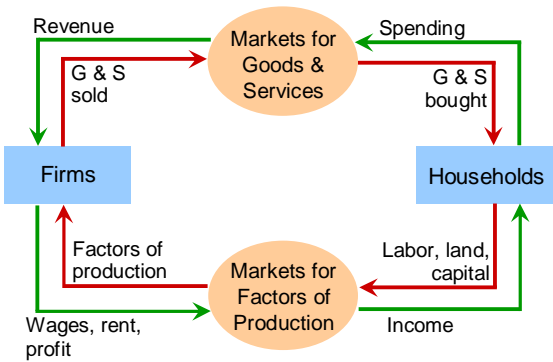 Revenue
Markets for
Goods &
Services
Spending
G & S
sold
G & S
bought
Firms
Households
Factors of
production
Markets for
Factors of
Production
Labor, land,
capital
Wages, rent,
profit
Income